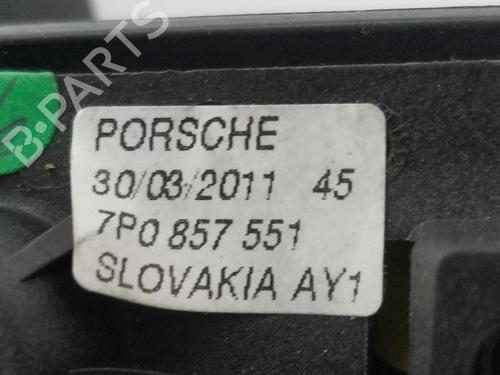 B-PARTS
PORSCHE
30/03/2011 45
7P0 857 551
SLOVAKIA AY1